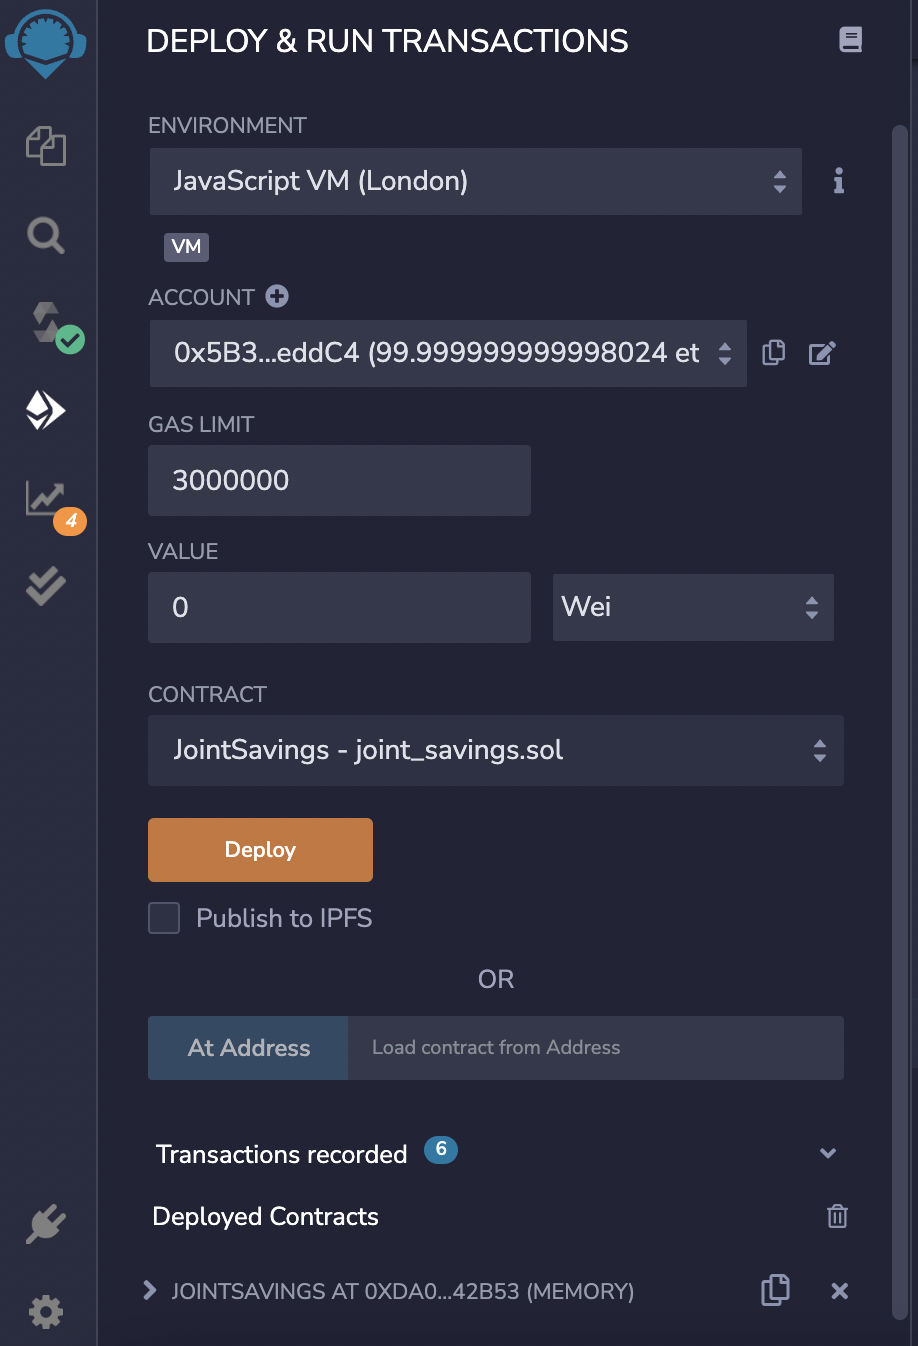 DEPLOY & RUN TRANSACTIONS
ENVIRONMENT
JavaScript VM (London)
VM
ACCOUNT
0x5B3...eddC4 (99.999999999998024 et
GAS LIMIT
3000000
4
VALUE
0 Wei
CONTRACT
JointSavings - joint_savings.sol
Deploy
Publish to IPFS
OR
At Address Load contract from Address
Transactions recorded 6
Deployed Contracts
JOINTSAVINGS AT 0XDA0...42B53 (MEMORY)